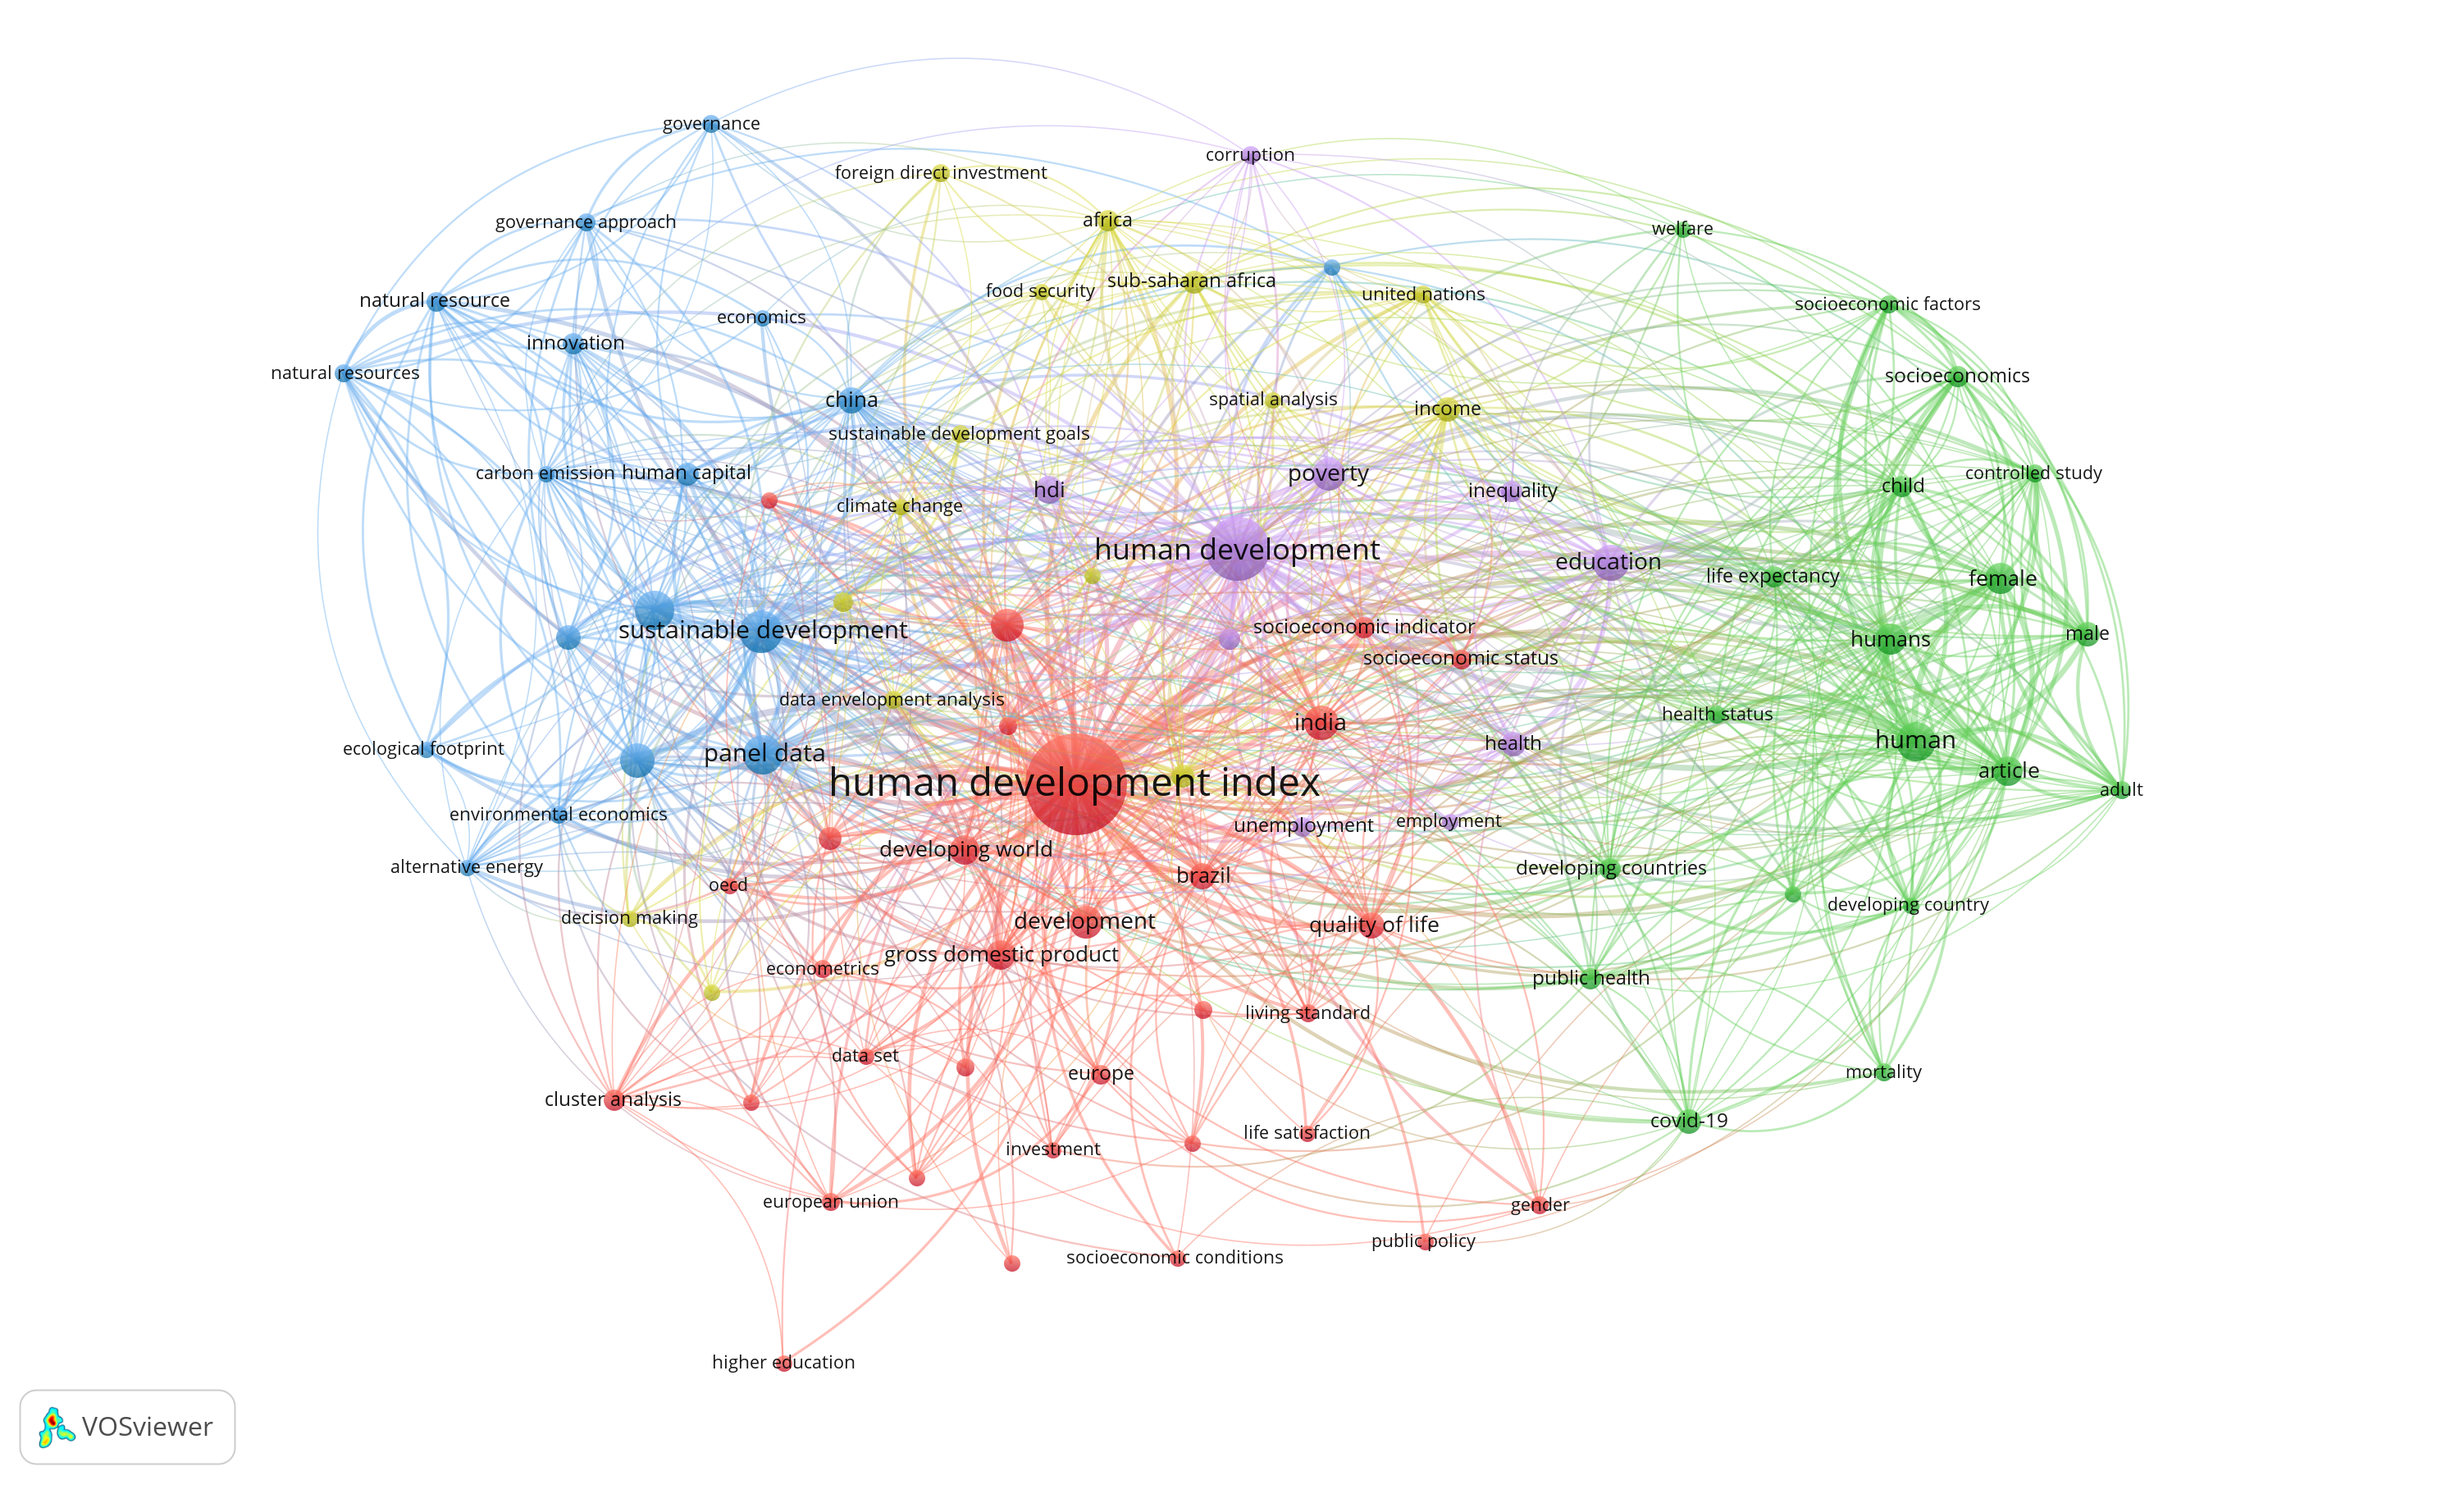 governance
corruption
foreign direct investment
governance approach
africa
welfare
sub-saharan africa
food security
united nations
natural resource
socioeconomic factors
economics
innovation
natural resources
socioeconomics
china
spatial analysis
income
sustainable development goals
carbon emission
human capital
poverty
controlled study
hdi
inequality
child
climate change
human development
education
life expectancy
female
sustainable development
socioeconomic indicator
humans
male
socioeconomic status
data envelopment analysis
india
health status
ecological footprint
panel data
health
human
human development index
article
adult
environmental economics
unemployment
employment
developing world
alternative energy
brazil
developing countries
oecd
decision making
development
quality of life
developing country
gross domestic product
econometrics
public health
living standard
data set
europe
mortality
cluster analysis
covid-19
life satisfaction
investment
european union
gender
public policy
socioeconomic conditions
higher education
VOSviewer